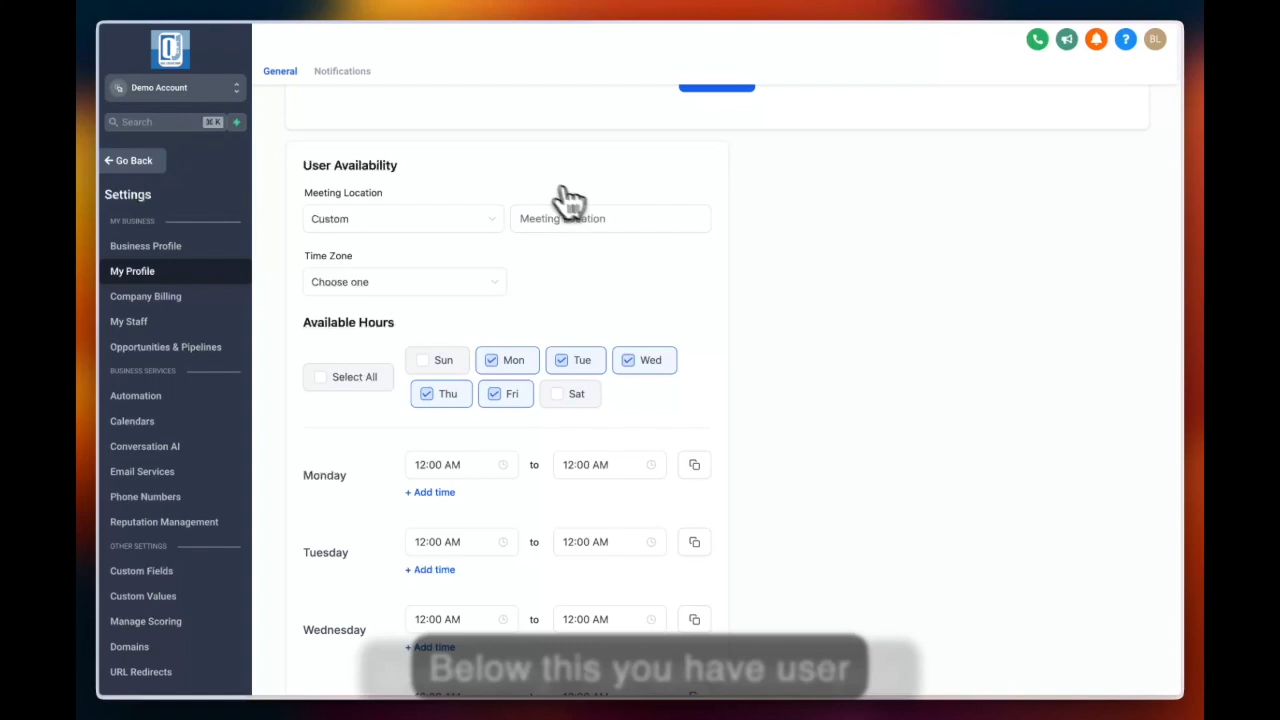 Demo Account
Search
⌘ K
Go Back
Settings
MY BUSINESS
Business Profile
My Profile
Company Billing
My Staff
Opportunities & Pipelines
BUSINESS SERVICES
Automation
Calendars
Conversation AI
Email Services
Phone Numbers
Reputation Management
OTHER SETTINGS
Custom Fields
Custom Values
Manage Scoring
Domains
URL Redirects
?
BL
General
Notifications
User Availability
Meeting Location
Custom
Meeting Location
Time Zone
Choose one
Available Hours
Select All
Sun
Mon
Tue
Wed
Thu
Fri
Sat
Monday
12:00 AM to 12:00 AM
+ Add time
Tuesday
12:00 AM to 12:00 AM
+ Add time
Wednesday
12:00 AM to 12:00 AM
+ Add time
Below this you have user